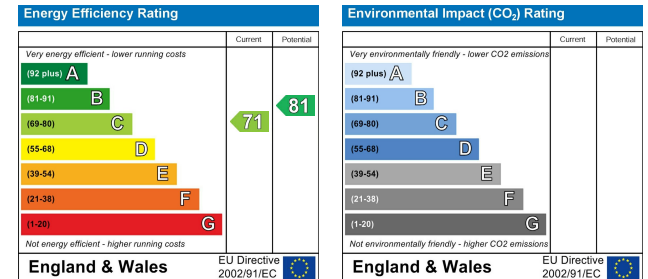 Energy Efficiency Rating
Current Potential
Very energy efficient - lower running costs
(92 plus) A
(81-91) B
81
(69-80) C
71
(55-68) D
(39-54) E
(21-38) F
(1-20) G
Not energy efficient - higher running costs
England & Wales
EU Directive
2002/91/EC
Environmental Impact (CO2) Rating
Current Potential
Very environmentally friendly - lower CO2 emissions
(92 plus) A
(81-91) B
(69-80) C
(55-68) D
(39-54) E
(21-38) F
(1-20) G
Not environmentally friendly - higher CO2 emissions
England & Wales
EU Directive
2002/91/EC